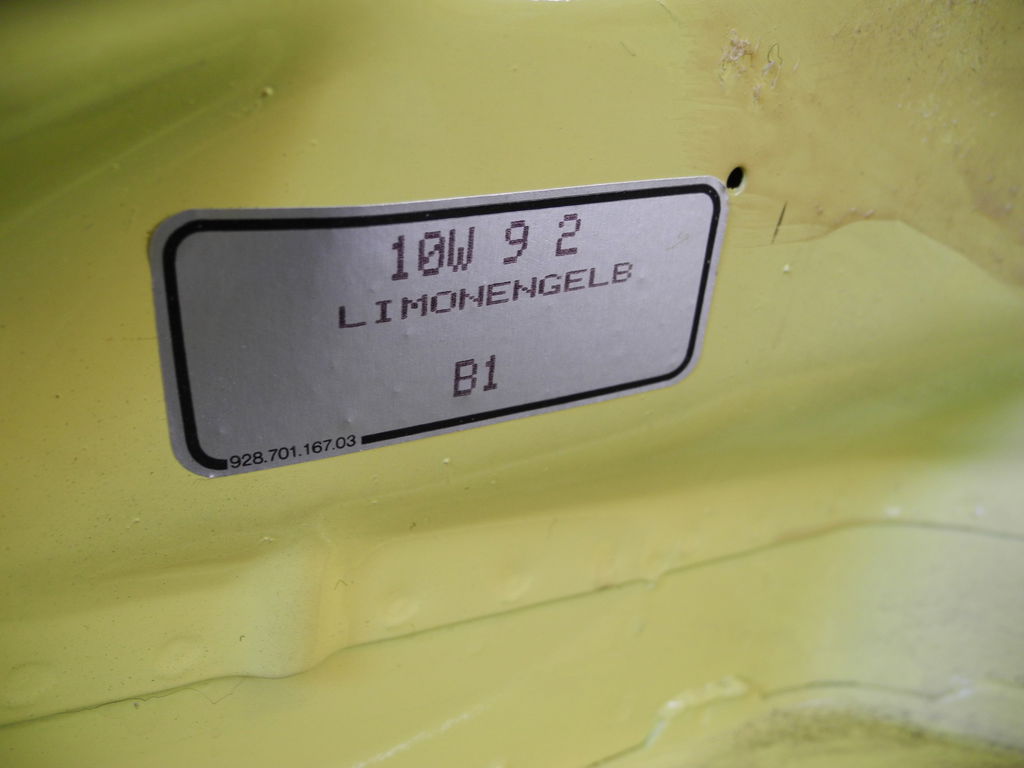 10W 9 2
LIMONENGELB
B1
928.701.167.03